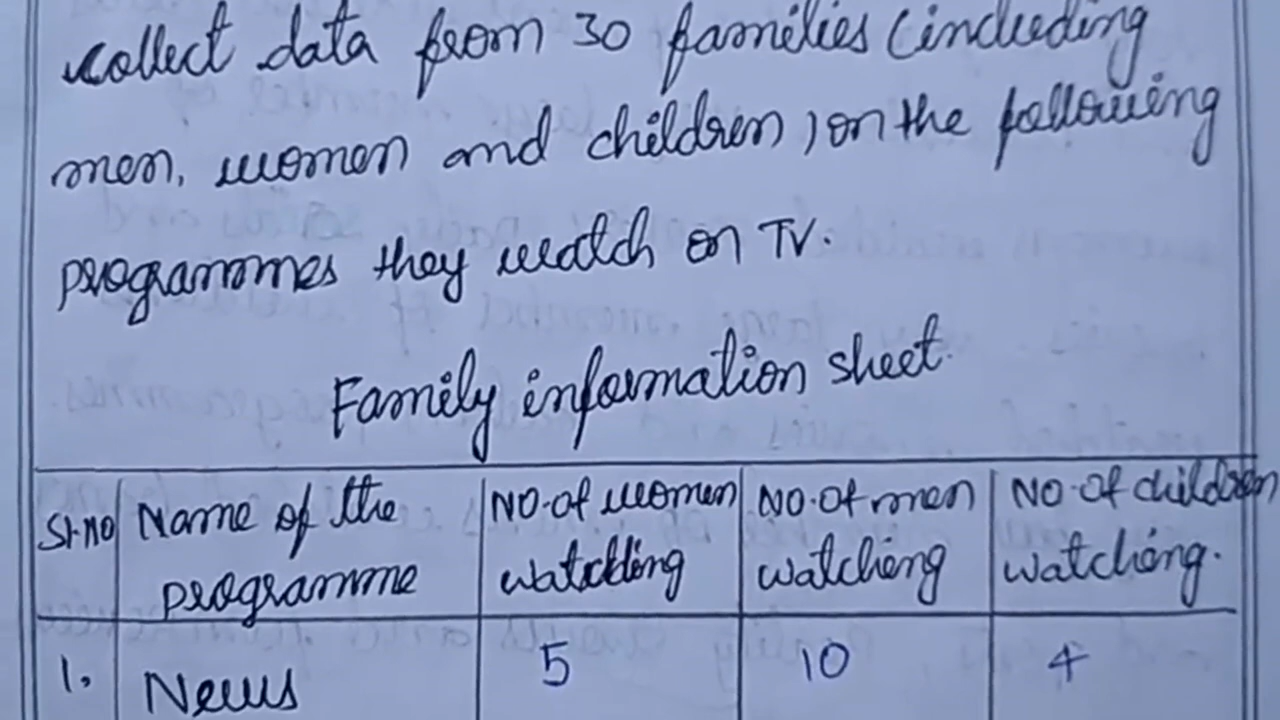 collect data from 30 families (including
men, women and children) on the following
programmes they watch on TV.
Family information sheet.
Sl.NO Name of the programme NO.of women watching NO.of men watching NO.of children watching.
1. News 5 10 4